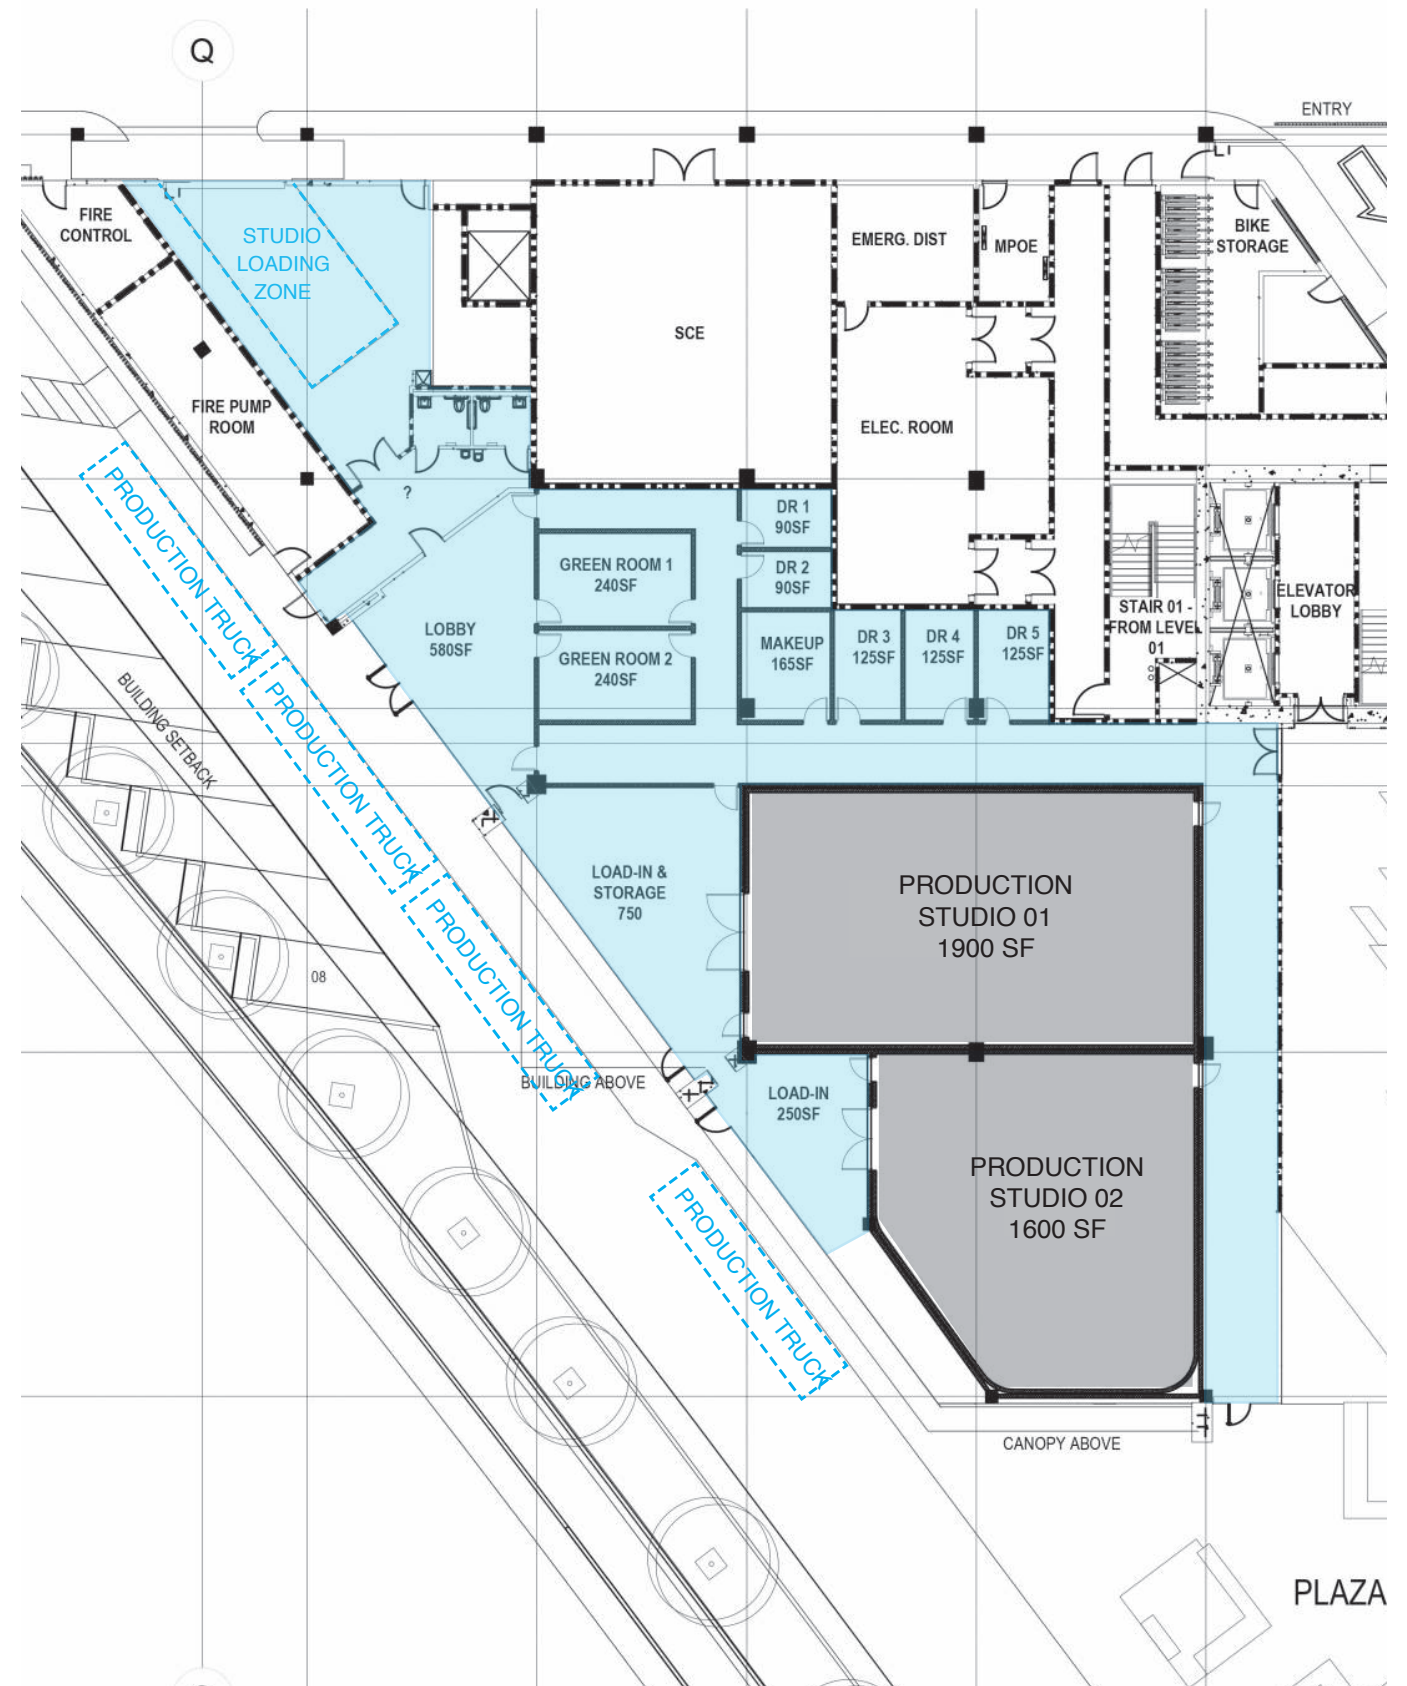 Q
ENTRY
FIRE
CONTROL
STUDIO
LOADING
ZONE
EMERG. DIST
MPOE
BIKE
STORAGE
SCE
FIRE PUMP
ROOM
ELEC. ROOM
?
DR 1
90SF
DR 2
90SF
GREEN ROOM 1
240SF
LOBBY
580SF
GREEN ROOM 2
240SF
MAKEUP
165SF
DR 3
125SF
DR 4
125SF
DR 5
125SF
STAIR 01 -
FROM LEVEL
01
ELEVATOR
LOBBY
PRODUCTION TRUCK
PRODUCTION TRUCK
PRODUCTION TRUCK
PRODUCTION TRUCK
BUILDING SETBACK
LOAD-IN &
STORAGE
750
PRODUCTION
STUDIO 01
1900 SF
08
BUILDING ABOVE
LOAD-IN
250SF
PRODUCTION
STUDIO 02
1600 SF
CANOPY ABOVE
PLAZA